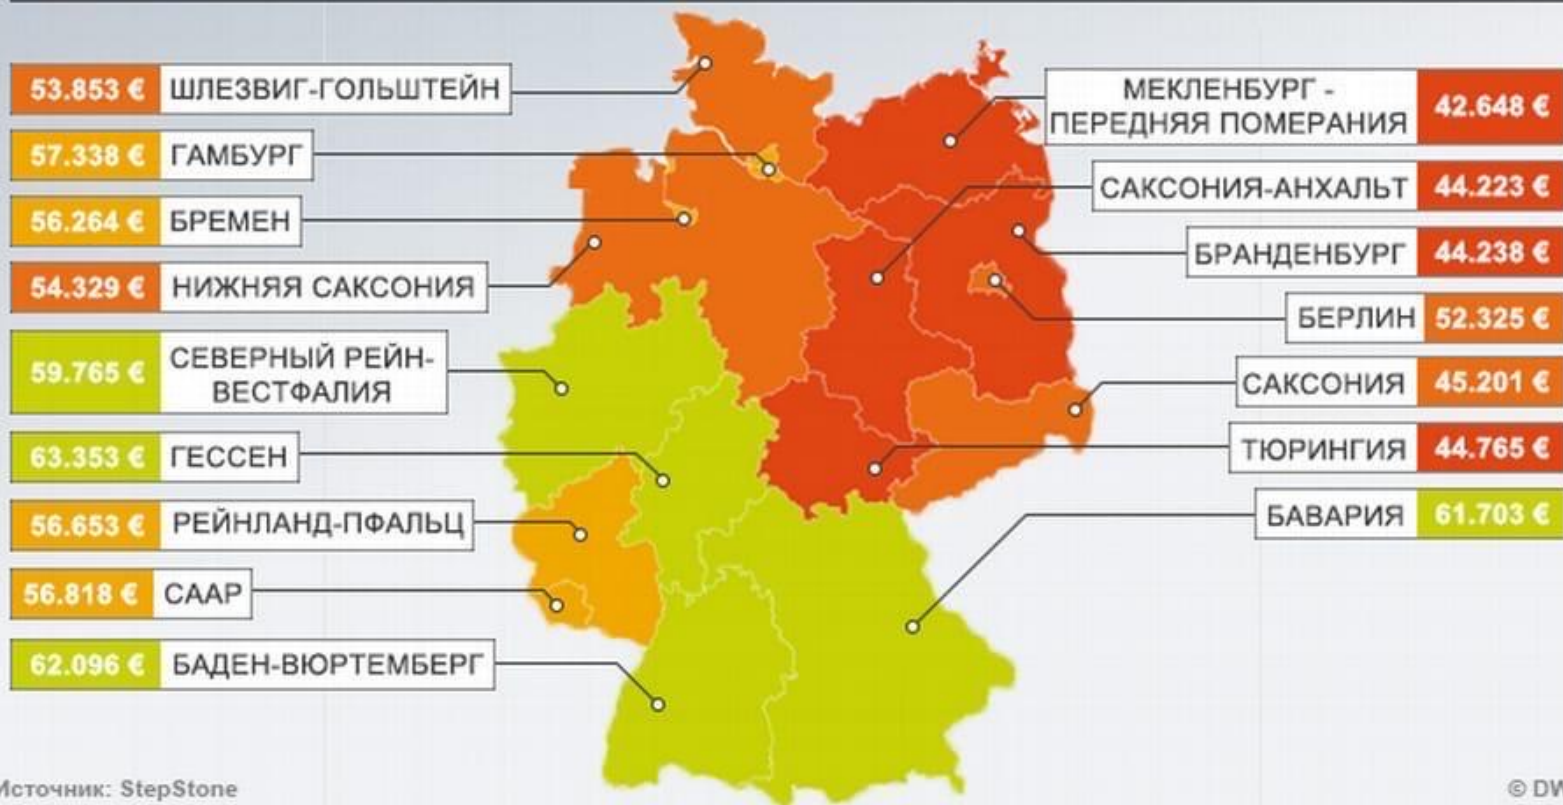 53.853 € ШЛЕЗВИГ-ГОЛЬШТЕЙН
57.338 € ГАМБУРГ
56.264 € БРЕМЕН
54.329 € НИЖНЯЯ САКСОНИЯ
59.765 € СЕВЕРНЫЙ РЕЙН-
ВЕСТФАЛИЯ
63.353 € ГЕССЕН
56.653 € РЕЙНЛАНД-ПФАЛЬЦ
56.818 € СААР
62.096 € БАДЕН-ВЮРТЕМБЕРГ
МЕКЛЕНБУРГ -
ПЕРЕДНЯЯ ПОМЕРАНИЯ 42.648 €
САКСОНИЯ-АНХАЛЬТ 44.223 €
БРАНДЕНБУРГ 44.238 €
БЕРЛИН 52.325 €
САКСОНИЯ 45.201 €
ТЮРИНГИЯ 44.765 €
БАВАРИЯ 61.703 €
Источник: StepStone
© DW